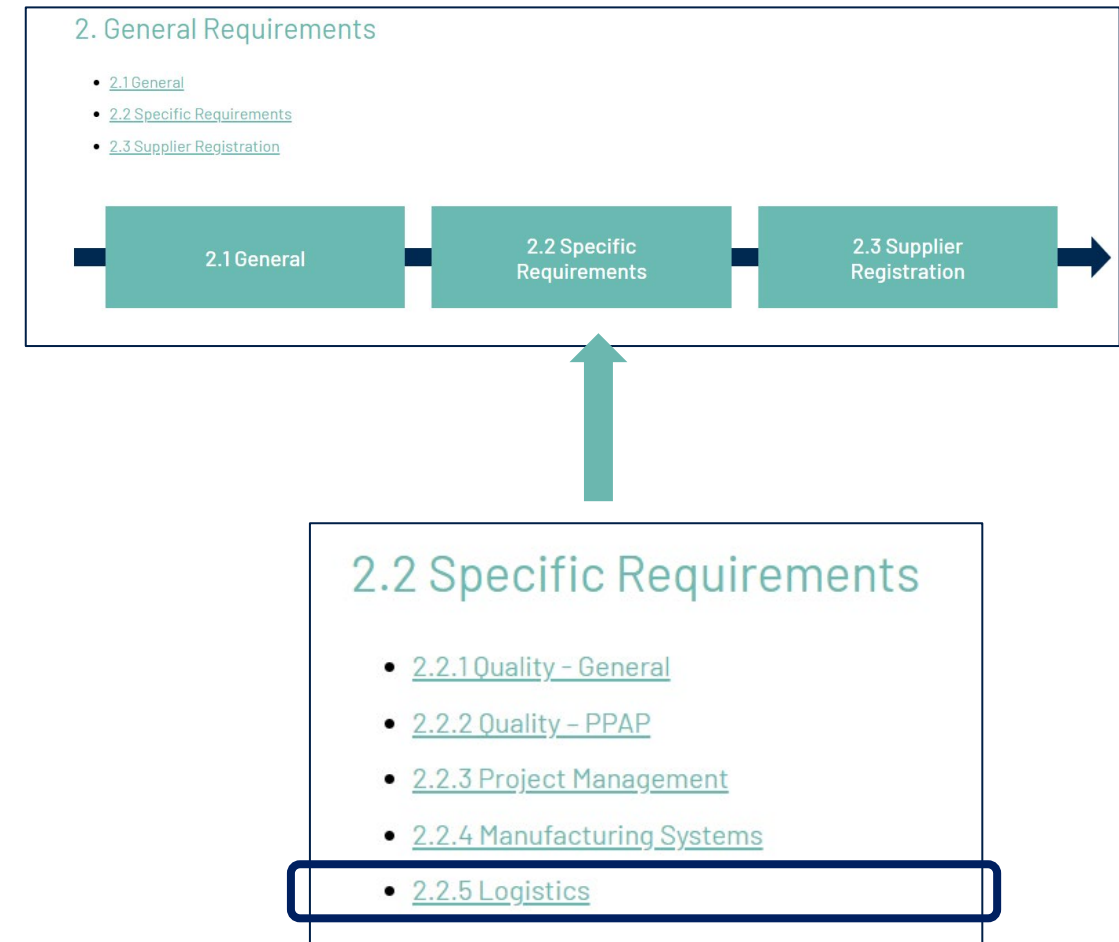 2. General Requirements
• 2.1 General
• 2.2 Specific Requirements
• 2.3 Supplier Registration
2.1 General
2.2 Specific
Requirements
2.3 Supplier
Registration
2.2 Specific Requirements
• 2.2.1 Quality - General
• 2.2.2 Quality – PPAP
• 2.2.3 Project Management
• 2.2.4 Manufacturing Systems
• 2.2.5 Logistics